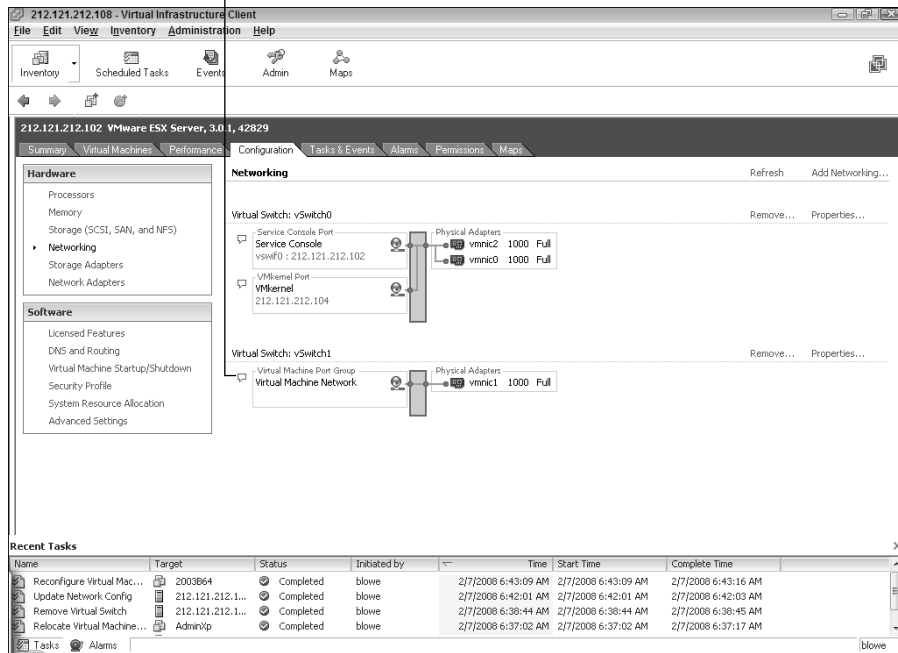 212.121.212.108 - Virtual Infrastructure Client
File Edit View Inventory Administration Help
Inventory Scheduled Tasks Events Admin Maps
212.121.212.102 VMware ESX Server, 3.0.1, 42829
Summary Virtual Machines Performance Configuration Tasks & Events Alarms Permissions Maps
Hardware
Processors
Memory
Storage (SCSI, SAN, and NFS)
Networking
Storage Adapters
Network Adapters
Software
Licensed Features
DNS and Routing
Virtual Machine Startup/Shutdown
Security Profile
System Resource Allocation
Advanced Settings
Networking Refresh Add Networking...
Virtual Switch: vSwitch0 Remove... Properties...
Service Console Port Physical Adapters
Service Console vmnic2 1000 Full
vswif0 : 212.121.212.102 vmnic0 1000 Full
VMkernel Port
VMkernel
212.121.212.104
Virtual Switch: vSwitch1 Remove... Properties...
Virtual Machine Port Group Physical Adapters
Virtual Machine Network vmnic1 1000 Full
Recent Tasks
Name Target Status Initiated by Time Start Time Complete Time
Reconfigure Virtual Mac... 2003B64 Completed blowe 2/7/2008 6:43:09 AM 2/7/2008 6:43:09 AM 2/7/2008 6:43:16 AM
Update Network Config 212.121.212.1... Completed blowe 2/7/2008 6:42:01 AM 2/7/2008 6:42:01 AM 2/7/2008 6:42:03 AM
Remove Virtual Switch 212.121.212.1... Completed blowe 2/7/2008 6:38:44 AM 2/7/2008 6:38:44 AM 2/7/2008 6:38:45 AM
Relocate Virtual Machine... AdminXp Completed blowe 2/7/2008 6:37:02 AM 2/7/2008 6:37:02 AM 2/7/2008 6:37:17 AM
Tasks Alarms blowe